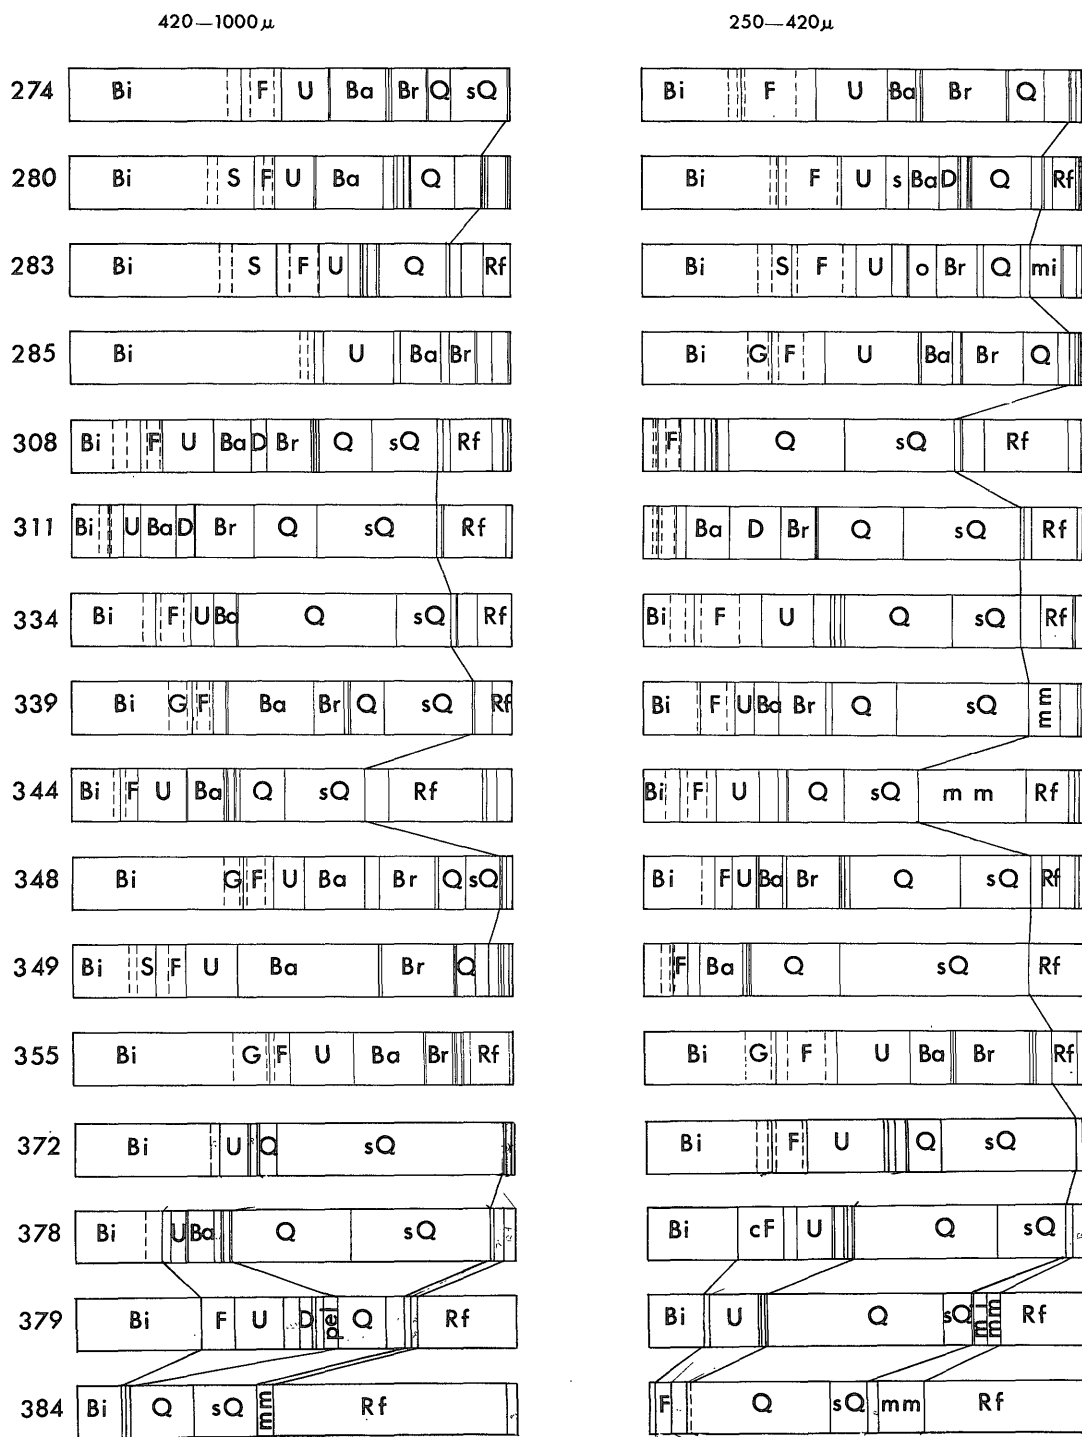 420—1000μ 250—420μ
274 Bi F U Ba Br Q sQ Bi F U Ba Br Q
280 Bi S F U Ba Q Bi F U s Ba D Q Rf
283 Bi S F U Q Rf Bi S F U o Br Q mi
285 Bi U Ba Br Bi G F U Ba Br Q
308 Bi F U Ba D Br Q sQ Rf F Q sQ Rf
311 Bi U Ba D Br Q sQ Rf Ba D Br Q sQ Rf
334 Bi F U Ba Q sQ Rf Bi F U Q sQ Rf
339 Bi G F Ba Br Q sQ Rf Bi F U Ba Br Q sQ mm
344 Bi F U Ba Q sQ Rf Bi F U Q sQ mm Rf
348 Bi G F U Ba Br Q sQ Bi F U Ba Br Q sQ Rf
349 Bi S F U Ba Br Q F Ba Q sQ Rf
355 Bi G F U Ba Br Rf Bi G F U Ba Br Rf
372 Bi U Q sQ Bi F U Q sQ
378 Bi U Ba Q sQ Bi cF U Q sQ
379 Bi F U D pel Q Rf Bi U Q sQ mi mm Rf
384 Bi Q sQ mm Rf F Q sQ mm Rf